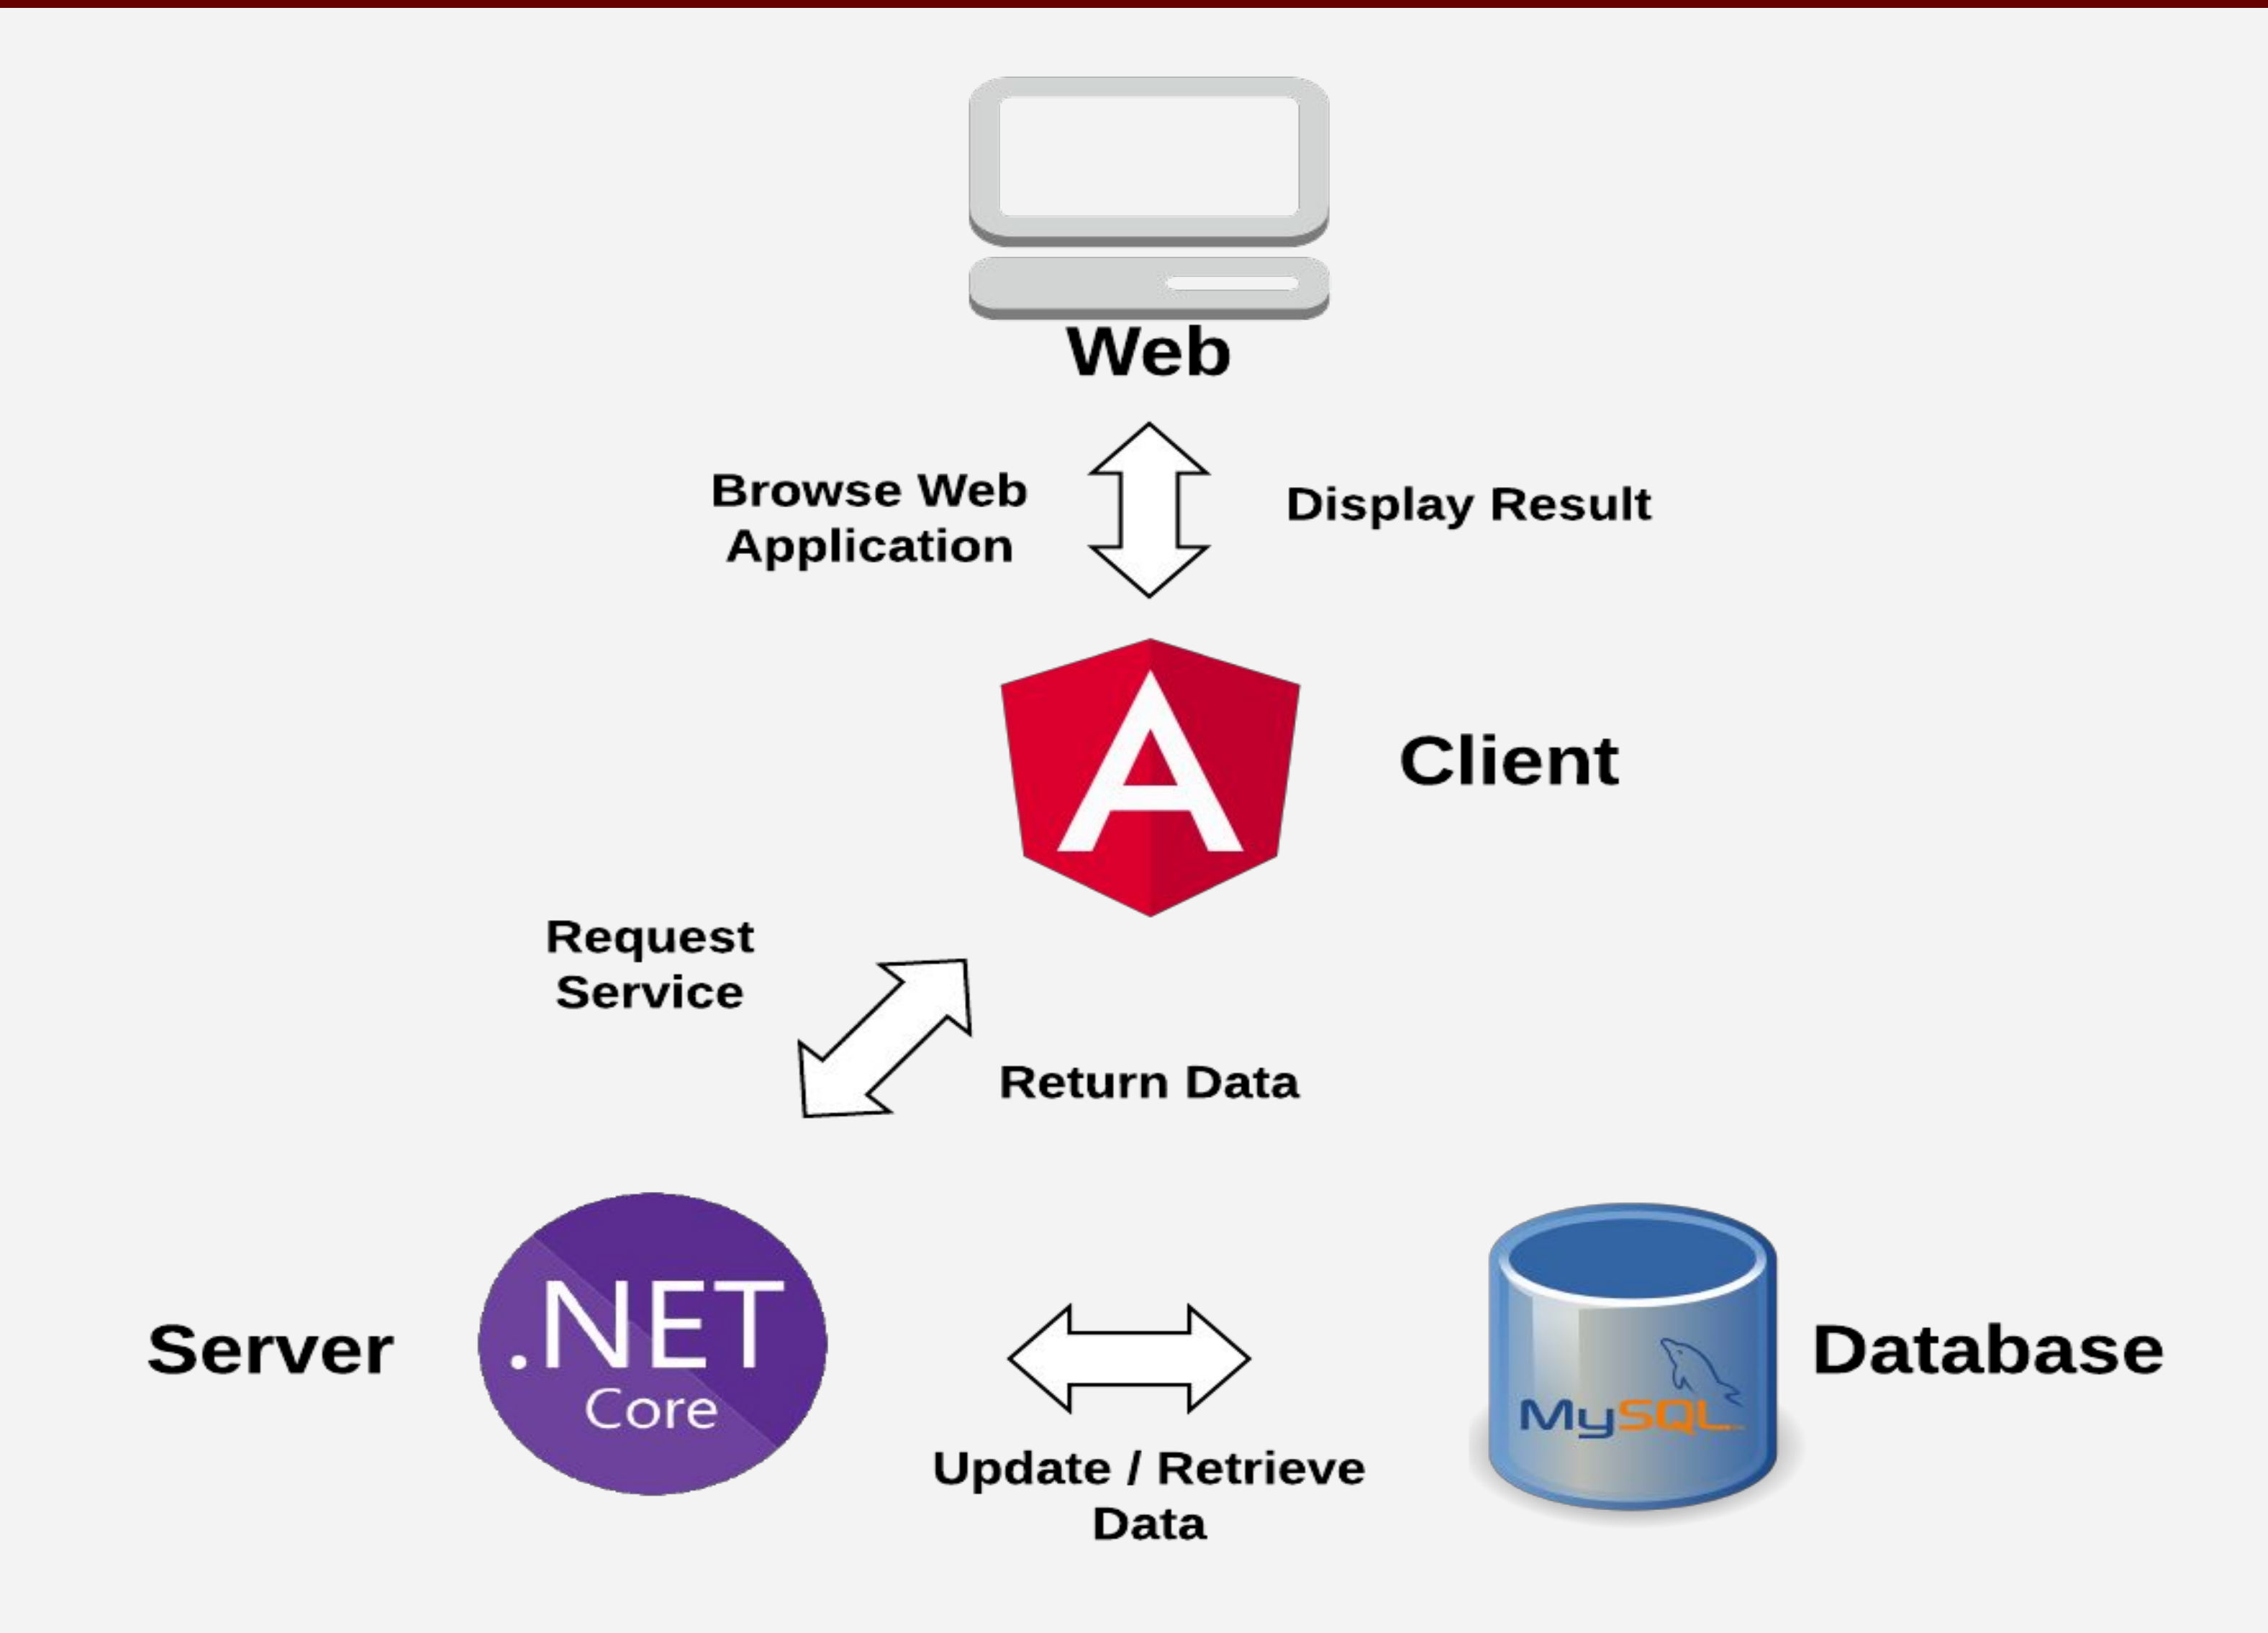 Web
Browse Web
Application
Display Result
A
Client
Request
Service
Return Data
Server
.NET
Core
Update / Retrieve
Data
MySQL
Database